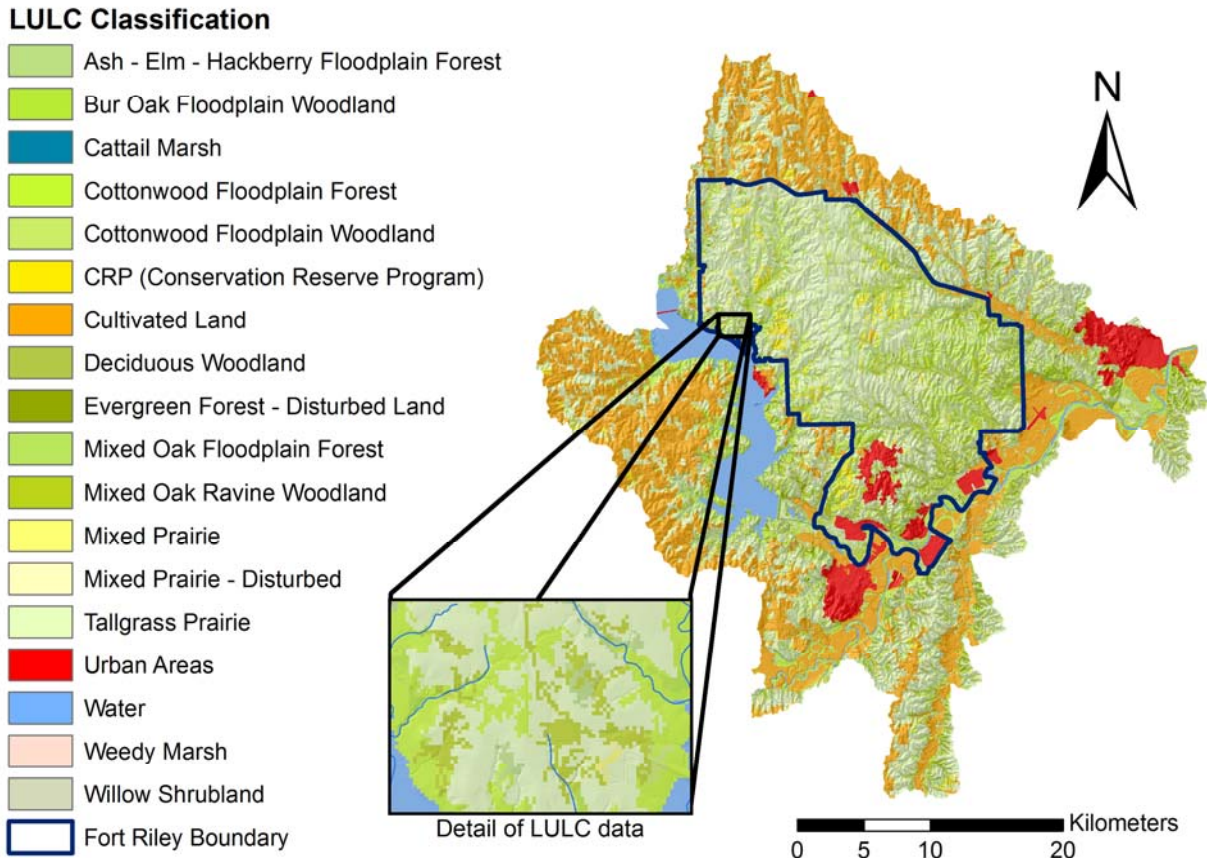 LULC Classification
Ash - Elm - Hackberry Floodplain Forest
Bur Oak Floodplain Woodland
Cattail Marsh
Cottonwood Floodplain Forest
Cottonwood Floodplain Woodland
CRP (Conservation Reserve Program)
Cultivated Land
Deciduous Woodland
Evergreen Forest - Disturbed Land
Mixed Oak Floodplain Forest
Mixed Oak Ravine Woodland
Mixed Prairie
Mixed Prairie - Disturbed
Tallgrass Prairie
Urban Areas
Water
Weedy Marsh
Willow Shrubland
Fort Riley Boundary
N
Detail of LULC data
Kilometers
0 5 10 20